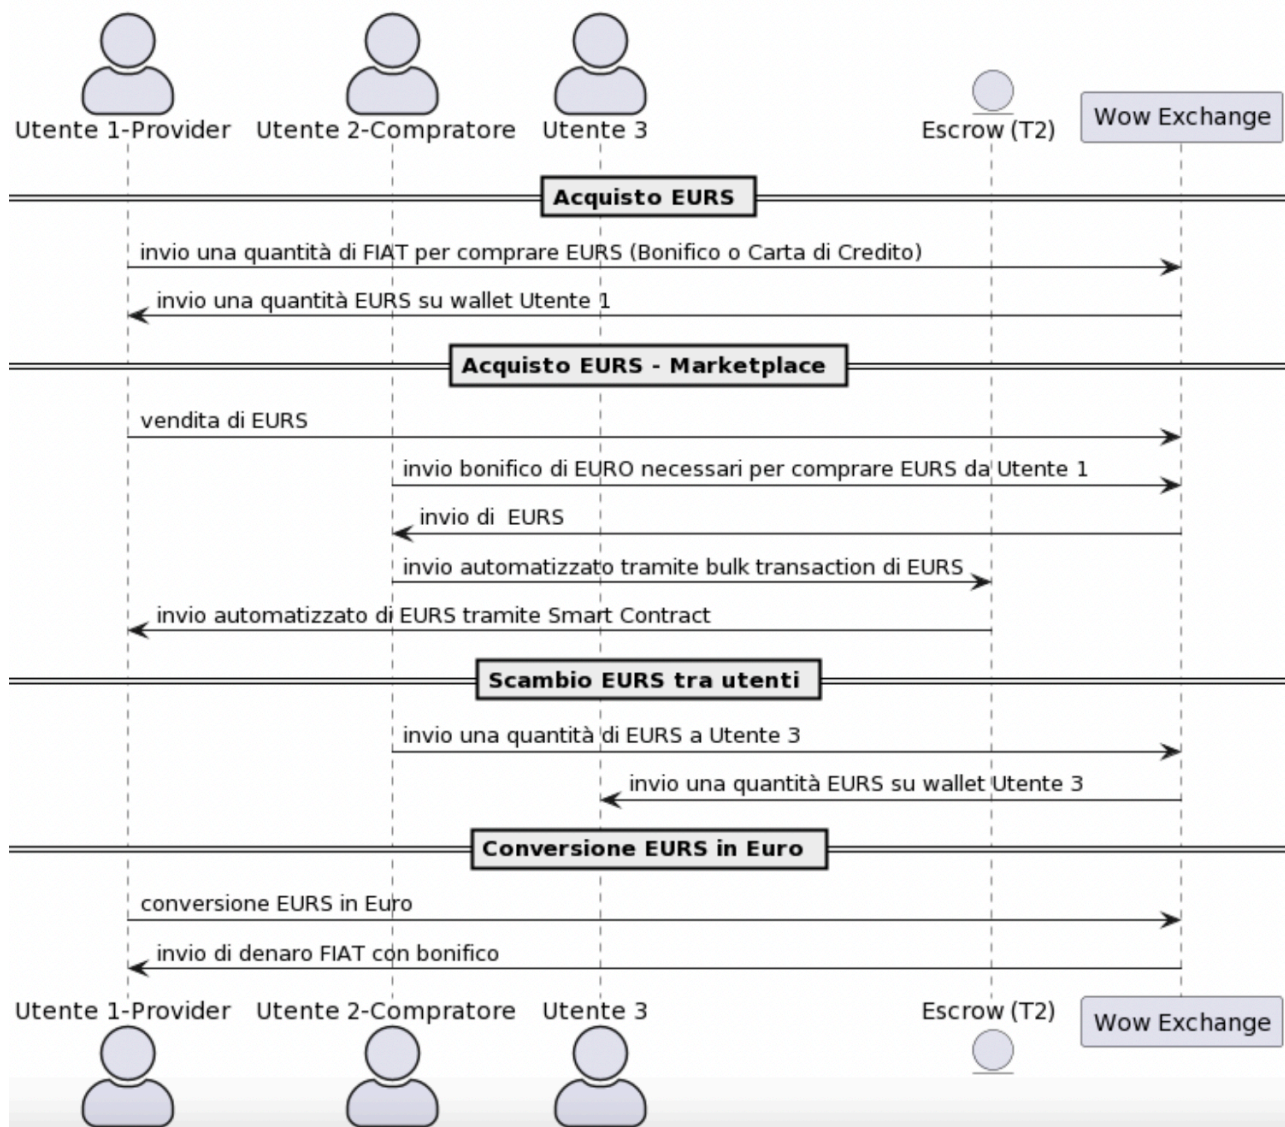 Utente 1-Provider Utente 2-Compratore Utente 3 Escrow (T2) Wow Exchange
Acquisto EURS
invio una quantità di FIAT per comprare EURS (Bonifico o Carta di Credito)
invio una quantità EURS su wallet Utente 1
Acquisto EURS - Marketplace
vendita di EURS
invio bonifico di EURO necessari per comprare EURS da Utente 1
invio di  EURS
invio automatizzato tramite bulk transaction di EURS
invio automatizzato di EURS tramite Smart Contract
Scambio EURS tra utenti
invio una quantità di EURS a Utente 3
invio una quantità EURS su wallet Utente 3
Conversione EURS in Euro
conversione EURS in Euro
invio di denaro FIAT con bonifico
Utente 1-Provider Utente 2-Compratore Utente 3 Escrow (T2) Wow Exchange